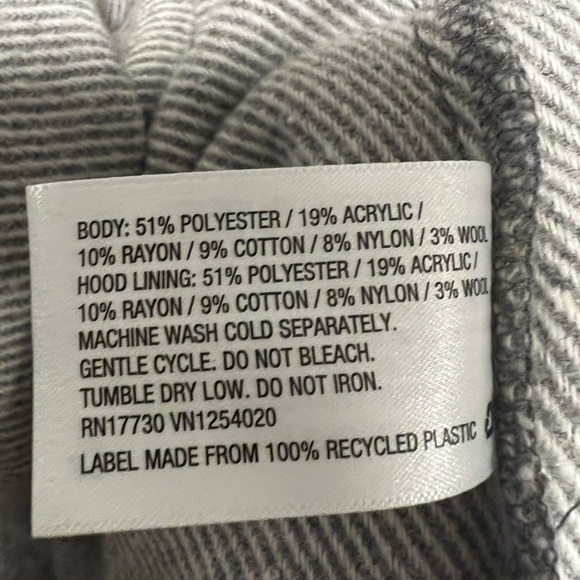 BODY: 51% POLYESTER / 19% ACRYLIC /
10% RAYON / 9% COTTON / 8% NYLON / 3% WOOL
HOOD LINING: 51% POLYESTER / 19% ACRYLIC /
10% RAYON / 9% COTTON / 8% NYLON / 3% WOOL
MACHINE WASH COLD SEPARATELY.
GENTLE CYCLE. DO NOT BLEACH.
TUMBLE DRY LOW. DO NOT IRON.
RN17730 VN1254020
LABEL MADE FROM 100% RECYCLED PLASTIC